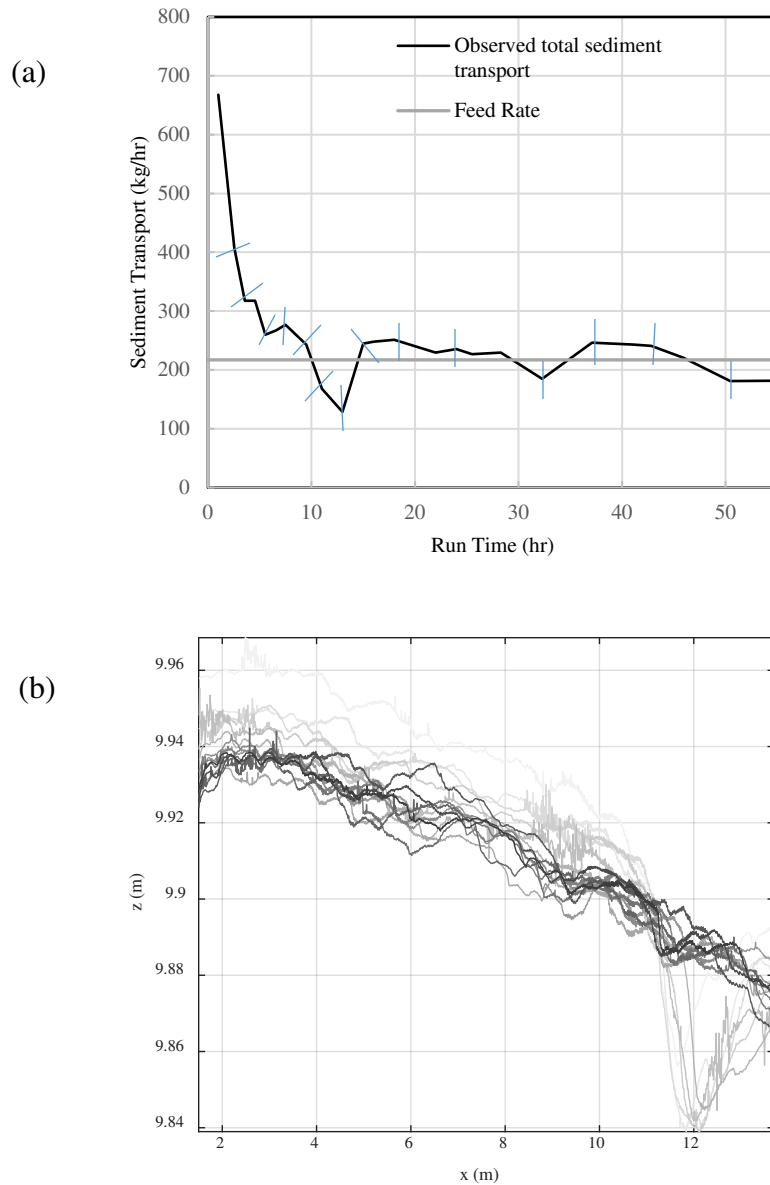 (a)
800
700
600
500
400
300
200
100
0
Sediment Transport (kg/hr)
Observed total sediment
transport
Feed Rate
0 10 20 30 40 50
Run Time (hr)
(b)
9.96
9.94
9.92
9.9
9.88
9.86
9.84
z (m)
2 4 6 8 10 12
x (m)